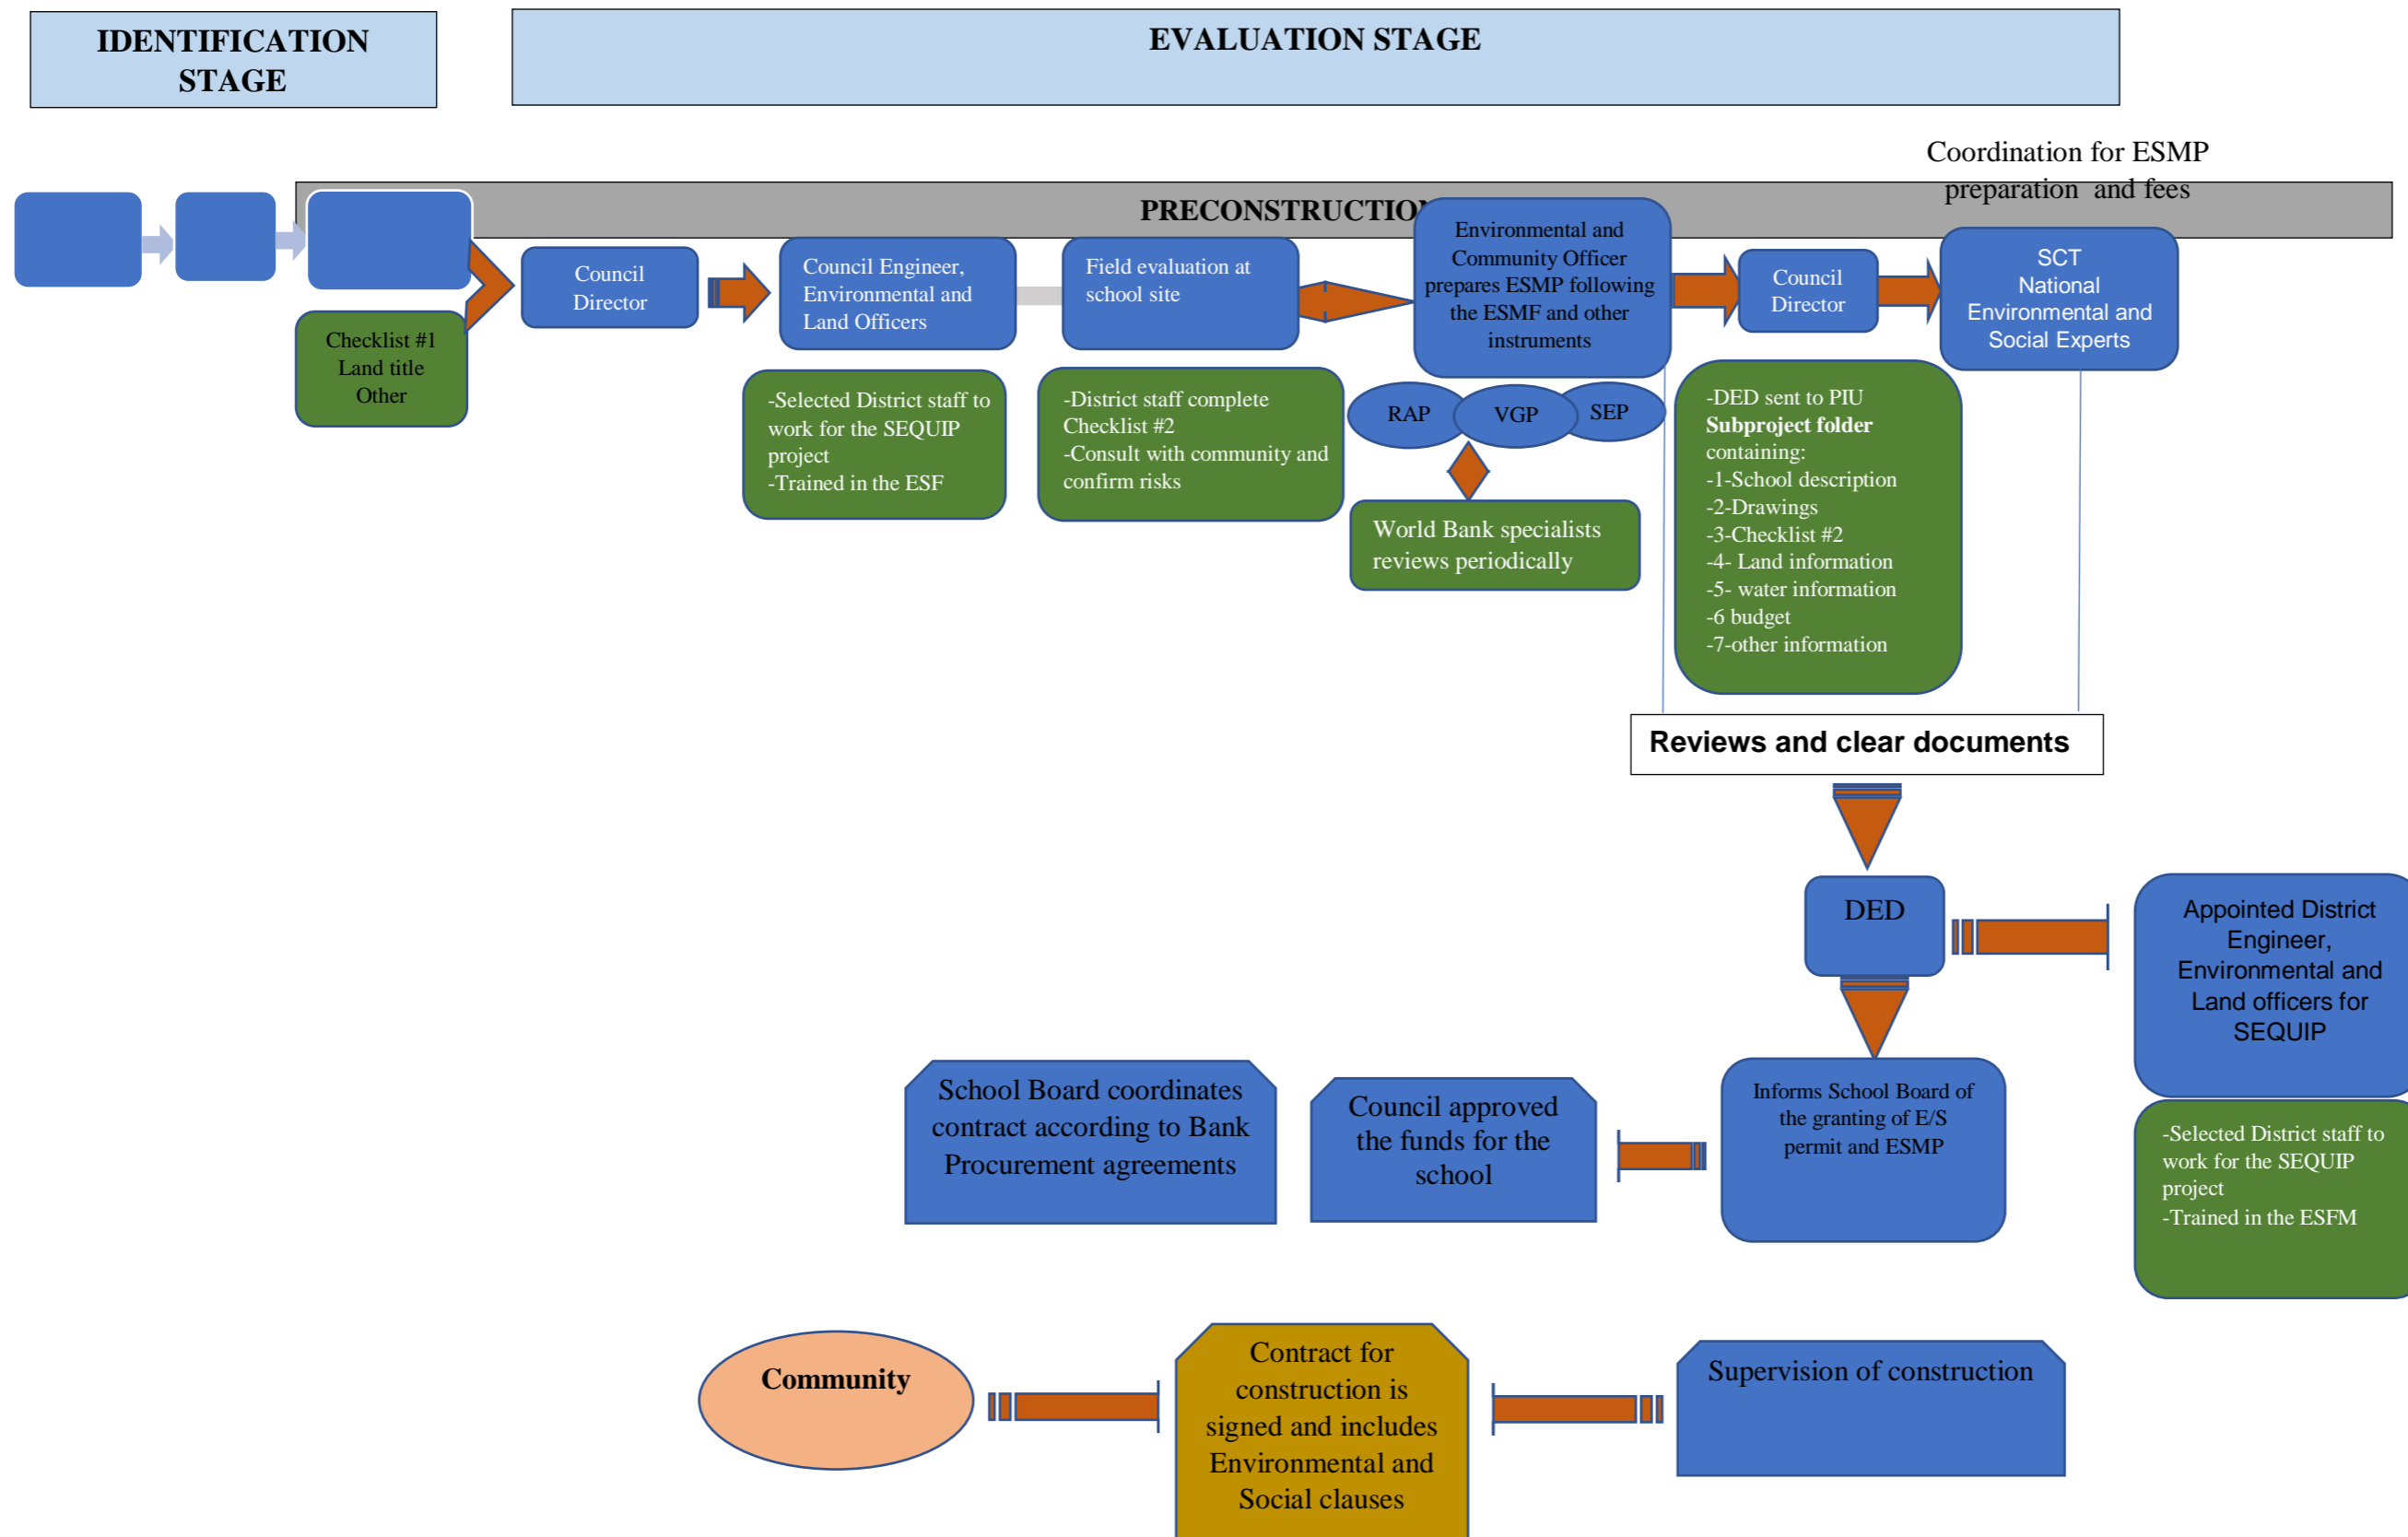 IDENTIFICATION
STAGE
EVALUATION STAGE
Coordination for ESMP
preparation and fees
PRECONSTRUCTION
Checklist #1
Land title
Other
Council
Director
Council Engineer,
Environmental and
Land Officers
-Selected District staff to
work for the SEQUIP
project
-Trained in the ESF
Field evaluation at
school site
-District staff complete
Checklist #2
-Consult with community and
confirm risks
Environmental and
Community Officer
prepares ESMP following
the ESMF and other
instruments
RAP
VGP
SEP
World Bank specialists
reviews periodically
Council
Director
-DED sent to PIU
Subproject folder
containing:
-1-School description
-2-Drawings
-3-Checklist #2
-4- Land information
-5- water information
-6 budget
-7-other information
SCT
National
Environmental and
Social Experts
Reviews and clear documents
DED
Appointed District
Engineer,
Environmental and
Land officers for
SEQUIP
-Selected District staff to
work for the SEQUIP
project
-Trained in the ESFM
Informs School Board of
the granting of E/S
permit and ESMP
Council approved
the funds for the
school
School Board coordinates
contract according to Bank
Procurement agreements
Community
Contract for
construction is
signed and includes
Environmental and
Social clauses
Supervision of construction